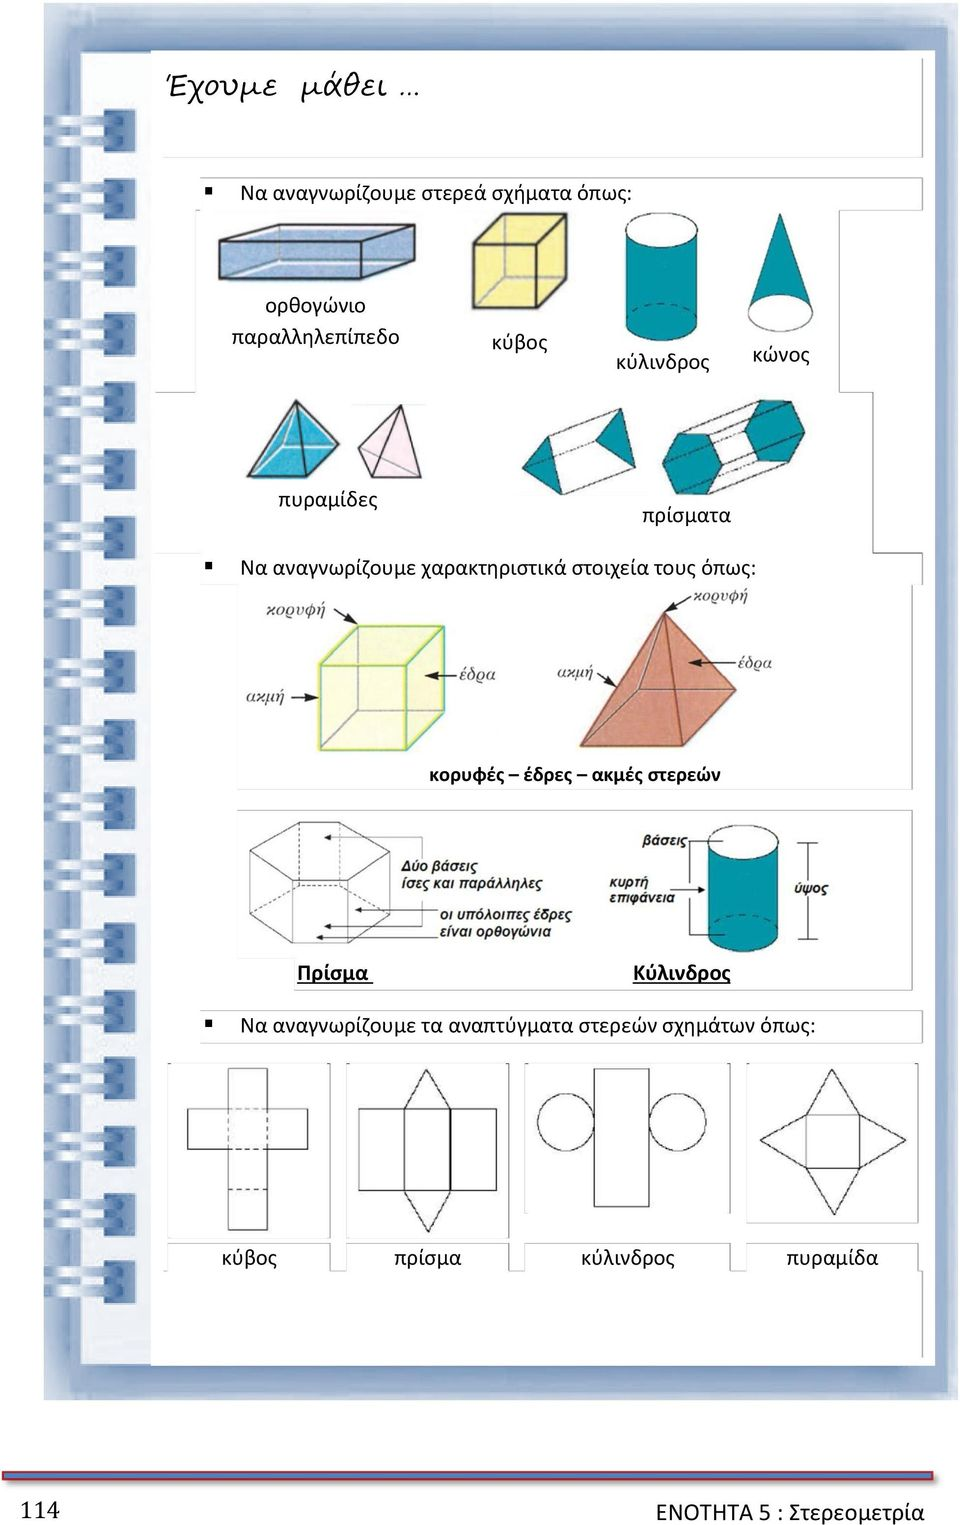 Έχουμε μάθει ...
▪ Να αναγνωρίζουμε στερεά σχήματα όπως:
ορθογώνιο
παραλληλεπίπεδο
κύβος
κύλινδρος
κώνος
πυραμίδες
πρίσματα
▪ Να αναγνωρίζουμε χαρακτηριστικά στοιχεία τους όπως:
κορυφή
κορυφή
έδρα
ακμή
έδρα
ακμή
κορυφές – έδρες – ακμές στερεών
Δύο βάσεις
ίσες και παράλληλες
οι υπόλοιπες έδρες
είναι ορθογώνια
βάσεις
κυρτή
επιφάνεια
ύψος
Πρίσμα
Κύλινδρος
▪ Να αναγνωρίζουμε τα αναπτύγματα στερεών σχημάτων όπως:
κύβος
πρίσμα
κύλινδρος
πυραμίδα
114
ΕΝΟΤΗΤΑ 5 : Στερεομετρία